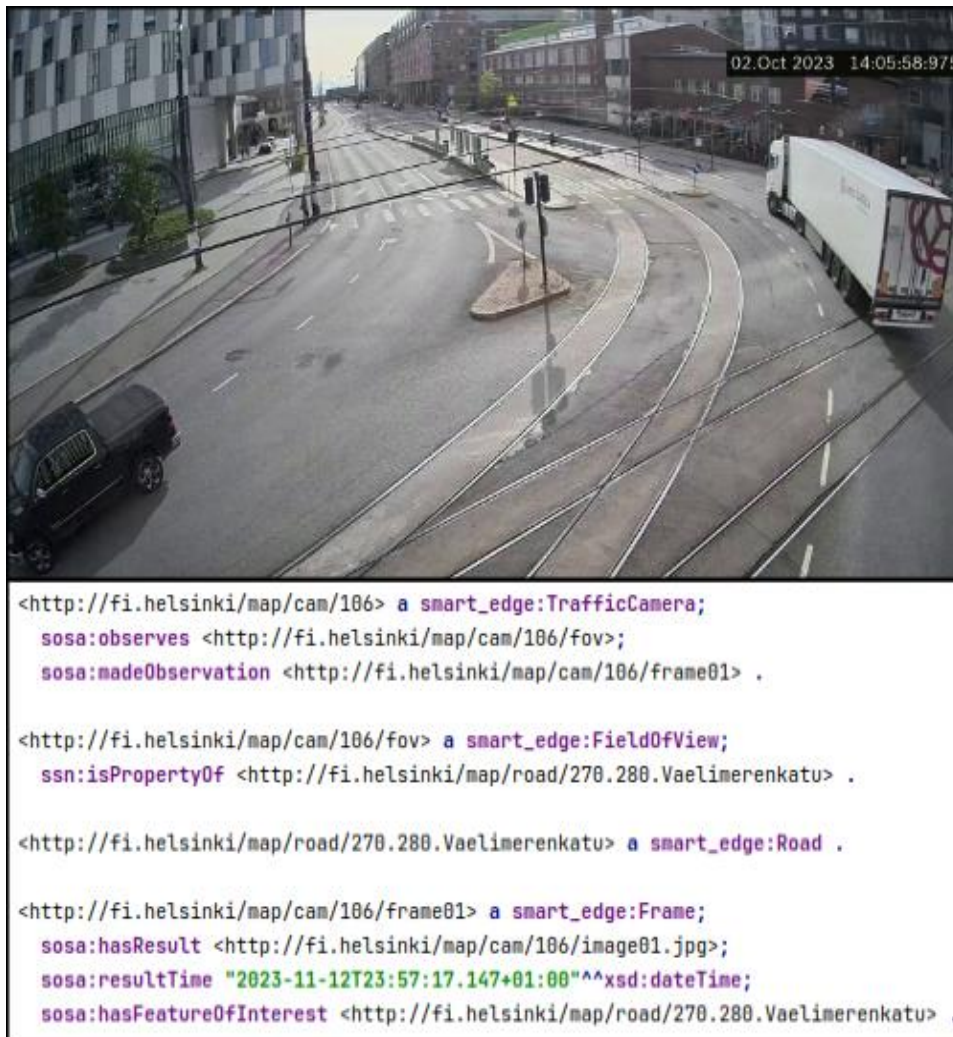 02.Oct 2023 14:05:58:975
<http://fi.helsinki/map/cam/106> a smart_edge:TrafficCamera;
sosa:observes <http://fi.helsinki/map/cam/106/fov>;
sosa:madeObservation <http://fi.helsinki/map/cam/106/frame01> .
<http://fi.helsinki/map/cam/106/fov> a smart_edge:FieldOfView;
ssn:isPropertyOf <http://fi.helsinki/map/road/270.280.Vaelimerenkatu> .
<http://fi.helsinki/map/road/270.280.Vaelimerenkatu> a smart_edge:Road .
<http://fi.helsinki/map/cam/106/frame01> a smart_edge:Frame;
sosa:hasResult <http://fi.helsinki/map/cam/106/image01.jpg>;
sosa:resultTime "2023-11-12T23:57:17.147+01:00"^^xsd:dateTime;
sosa:hasFeatureOfInterest <http://fi.helsinki/map/road/270.280.Vaelimerenkatu> .